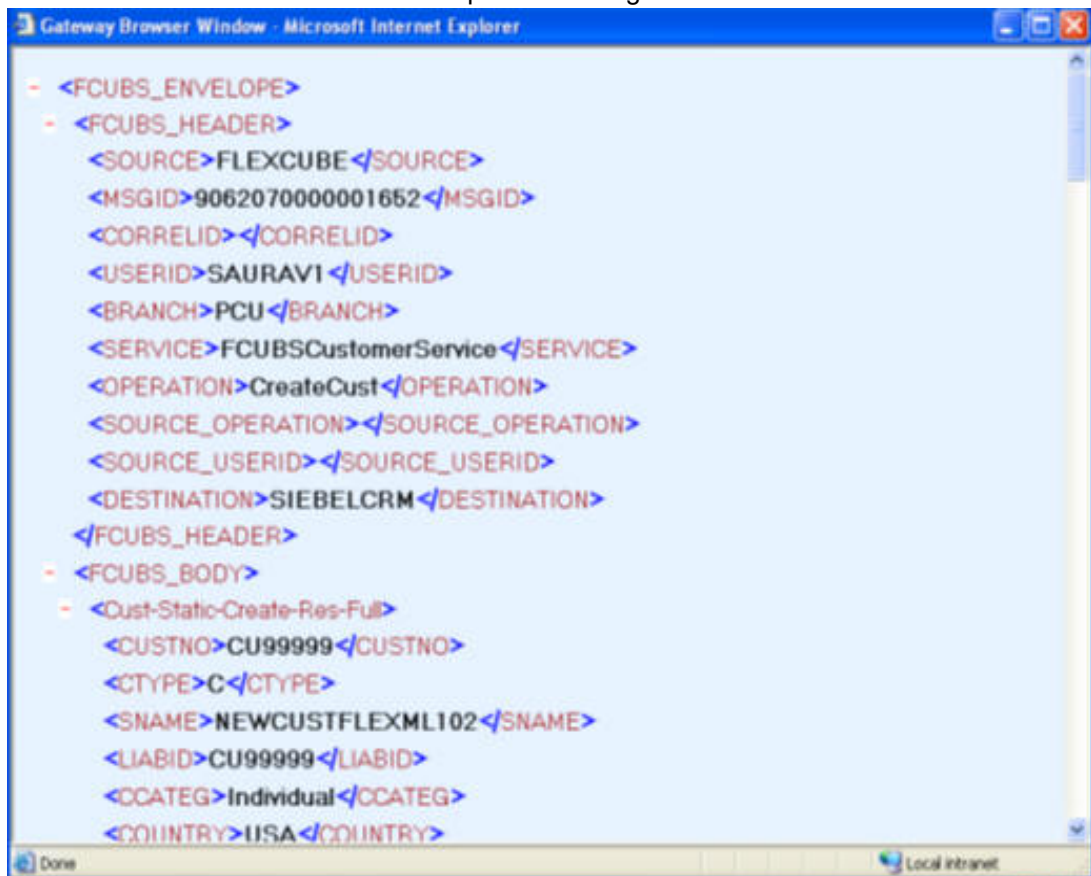 Gateway Browser Window - Microsoft Internet Explorer
- <FCUBS_ENVELOPE>
- <FCUBS_HEADER>
<SOURCE>FLEXCUBE</SOURCE>
<MSGID>9062070000001652</MSGID>
<CORRELID></CORRELID>
<USERID>SAURAV1</USERID>
<BRANCH>PCU</BRANCH>
<SERVICE>FCUBSCustomerService</SERVICE>
<OPERATION>CreateCust</OPERATION>
<SOURCE_OPERATION></SOURCE_OPERATION>
<SOURCE_USERID></SOURCE_USERID>
<DESTINATION>SIEBELCRM</DESTINATION>
</FCUBS_HEADER>
- <FCUBS_BODY>
- <Cust-Static-Create-Res-Full>
<CUSTNO>CU99999</CUSTNO>
<CTYPE>C</CTYPE>
<SNAME>NEWCUSTFLEXML102</SNAME>
<LIABID>CU99999</LIABID>
<CCATEG>Individual</CCATEG>
<COUNTRY>USA</COUNTRY>
Done Local intranet